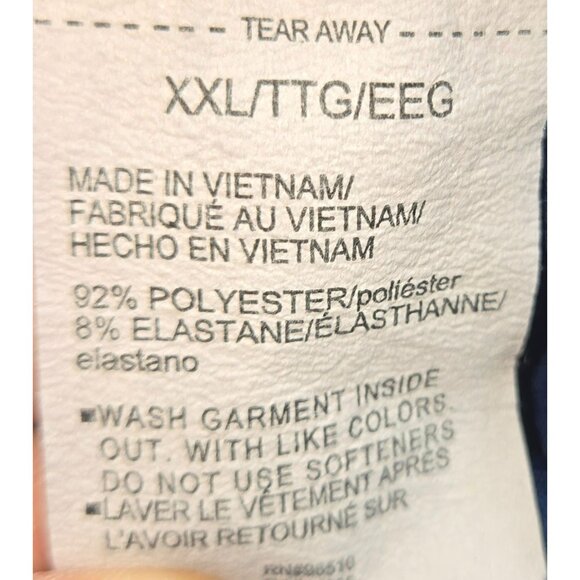 TEAR AWAY
XXL/TTG/EEG
MADE IN VIETNAM/
FABRIQUÉ AU VIETNAM/
HECHO EN VIETNAM
92% POLYESTER/poliéster
8% ELASTANE/ÉLASTHANNE/
elastano
▪WASH GARMENT INSIDE
OUT. WITH LIKE COLORS.
DO NOT USE SOFTENERS
▪LAVER LE VÊTEMENT APRÈS
L'AVOIR RETOURNÉ SUR